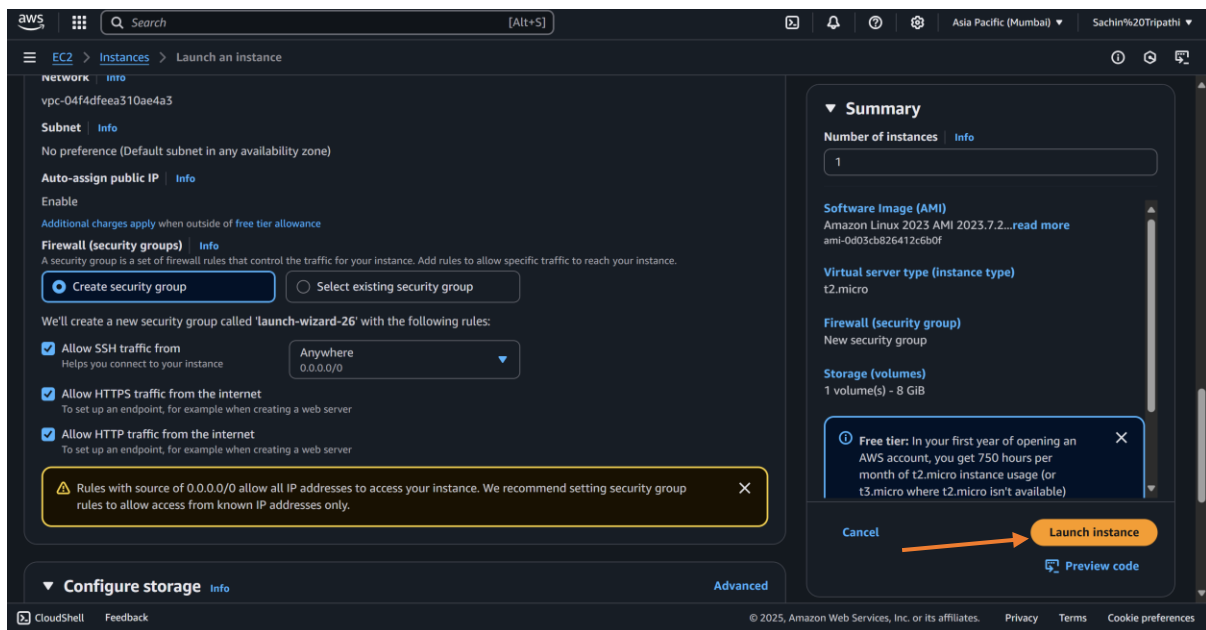 aws
Search
[Alt+S]
Asia Pacific (Mumbai)
Sachin%20Tripathi
EC2 > Instances > Launch an instance
Network Info
vpc-04f4dfeea310ae4a3
Subnet Info
No preference (Default subnet in any availability zone)
Auto-assign public IP Info
Enable
Additional charges apply when outside of free tier allowance
Firewall (security groups) Info
A security group is a set of firewall rules that control the traffic for your instance. Add rules to allow specific traffic to reach your instance.
Create security group
Select existing security group
We'll create a new security group called 'launch-wizard-26' with the following rules:
Allow SSH traffic from
Helps you connect to your instance
Anywhere
0.0.0.0/0
Allow HTTPS traffic from the internet
To set up an endpoint, for example when creating a web server
Allow HTTP traffic from the internet
To set up an endpoint, for example when creating a web server
Rules with source of 0.0.0.0/0 allow all IP addresses to access your instance. We recommend setting security group
rules to allow access from known IP addresses only.
Configure storage Info
Advanced
Summary
Number of instances Info
1
Software Image (AMI)
Amazon Linux 2023 AMI 2023.7.2...read more
ami-0d03cb826412c6b0f
Virtual server type (instance type)
t2.micro
Firewall (security group)
New security group
Storage (volumes)
1 volume(s) - 8 GiB
Free tier: In your first year of opening an
AWS account, you get 750 hours per
month of t2.micro instance usage (or
t3.micro where t2.micro isn't available)
Cancel
Launch instance
Preview code
CloudShell
Feedback
© 2025, Amazon Web Services, Inc. or its affiliates.
Privacy
Terms
Cookie preferences